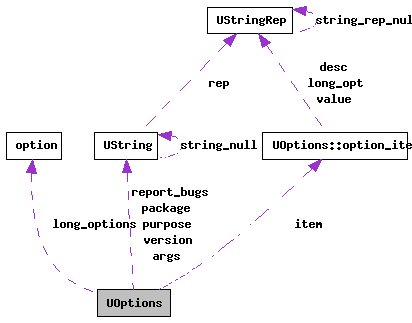 UStringRep
string_rep_nul
desc
long_opt
value
rep
option
UString
string_null
UOptions::option_ite
report_bugs
package
long_options
purpose
version
args
item
UOptions